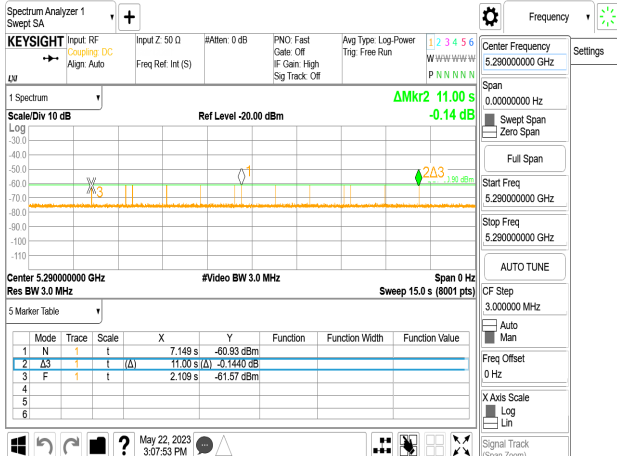 Spectrum Analyzer 1
Swept SA
Frequency
KEYSIGHT
Input: RF
Coupling: DC
Align: Auto
Input Z: 50 Ω
Freq Ref: Int (S)
#Atten: 0 dB
PNO: Fast
Gate: Off
IF Gain: High
Sig Track: Off
Avg Type: Log-Power
Trig: Free Run
1 2 3 4 5 6
W W W W W W
P N N N N N
LXI
1 Spectrum
ΔMkr2 11.00 s
Scale/Div 10 dB
Ref Level -20.00 dBm
-0.14 dB
Log
-30.0
-40.0
-50.0
-60.0
-70.0
-80.0
-90.0
-100
-110
1
2Δ3
3
Center 5.290000000 GHz
#Video BW 3.0 MHz
Span 0 Hz
Res BW 3.0 MHz
Sweep 15.0 s (8001 pts)
5 Marker Table
Mode Trace Scale X Y Function Function Width Function Value
1 N 1 t 7.149 s -60.93 dBm
2 Δ3 1 t (Δ) 11.00 s (Δ) -0.1440 dB
3 F 1 t 2.109 s -61.57 dBm
4
5
6
?
May 22, 2023
3:07:53 PM
Center Frequency
5.290000000 GHz
Settings
Span
0.00000000 Hz
Swept Span
Zero Span
Full Span
Start Freq
5.290000000 GHz
Stop Freq
5.290000000 GHz
AUTO TUNE
CF Step
3.000000 MHz
Auto
Man
Freq Offset
0 Hz
X Axis Scale
Log
Lin
Signal Track
(Span Zoom)